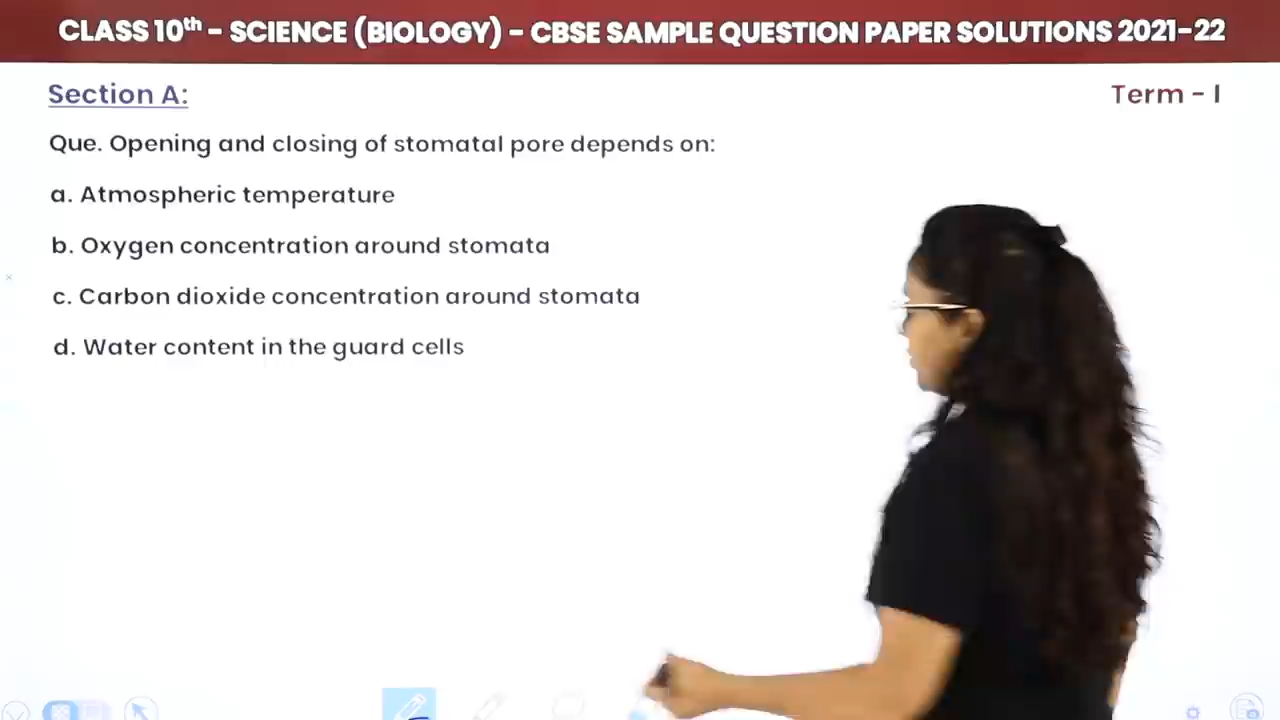 CLASS 10th – SCIENCE (BIOLOGY) – CBSE SAMPLE QUESTION PAPER SOLUTIONS 2021-22
Section A:
Term - I
Que. Opening and closing of stomatal pore depends on:
a. Atmospheric temperature
b. Oxygen concentration around stomata
c. Carbon dioxide concentration around stomata
d. Water content in the guard cells